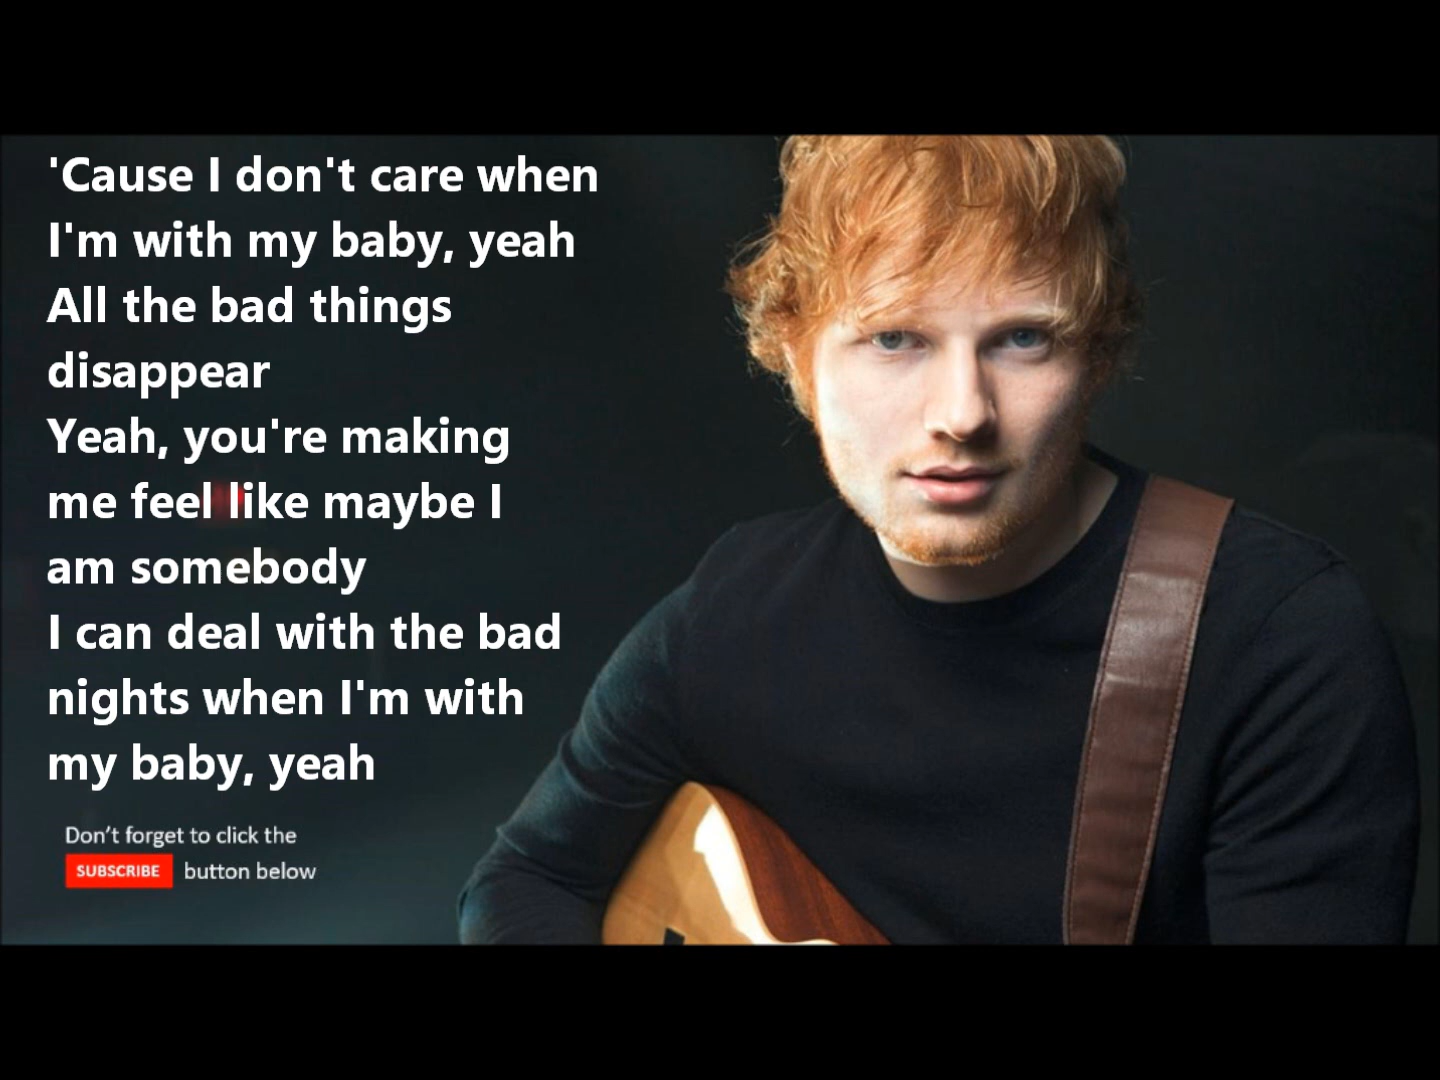 'Cause I don't care when
I'm with my baby, yeah
All the bad things
disappear
Yeah, you're making
me feel like maybe I
am somebody
I can deal with the bad
nights when I'm with
my baby, yeah
Don’t forget to click the
SUBSCRIBE button below